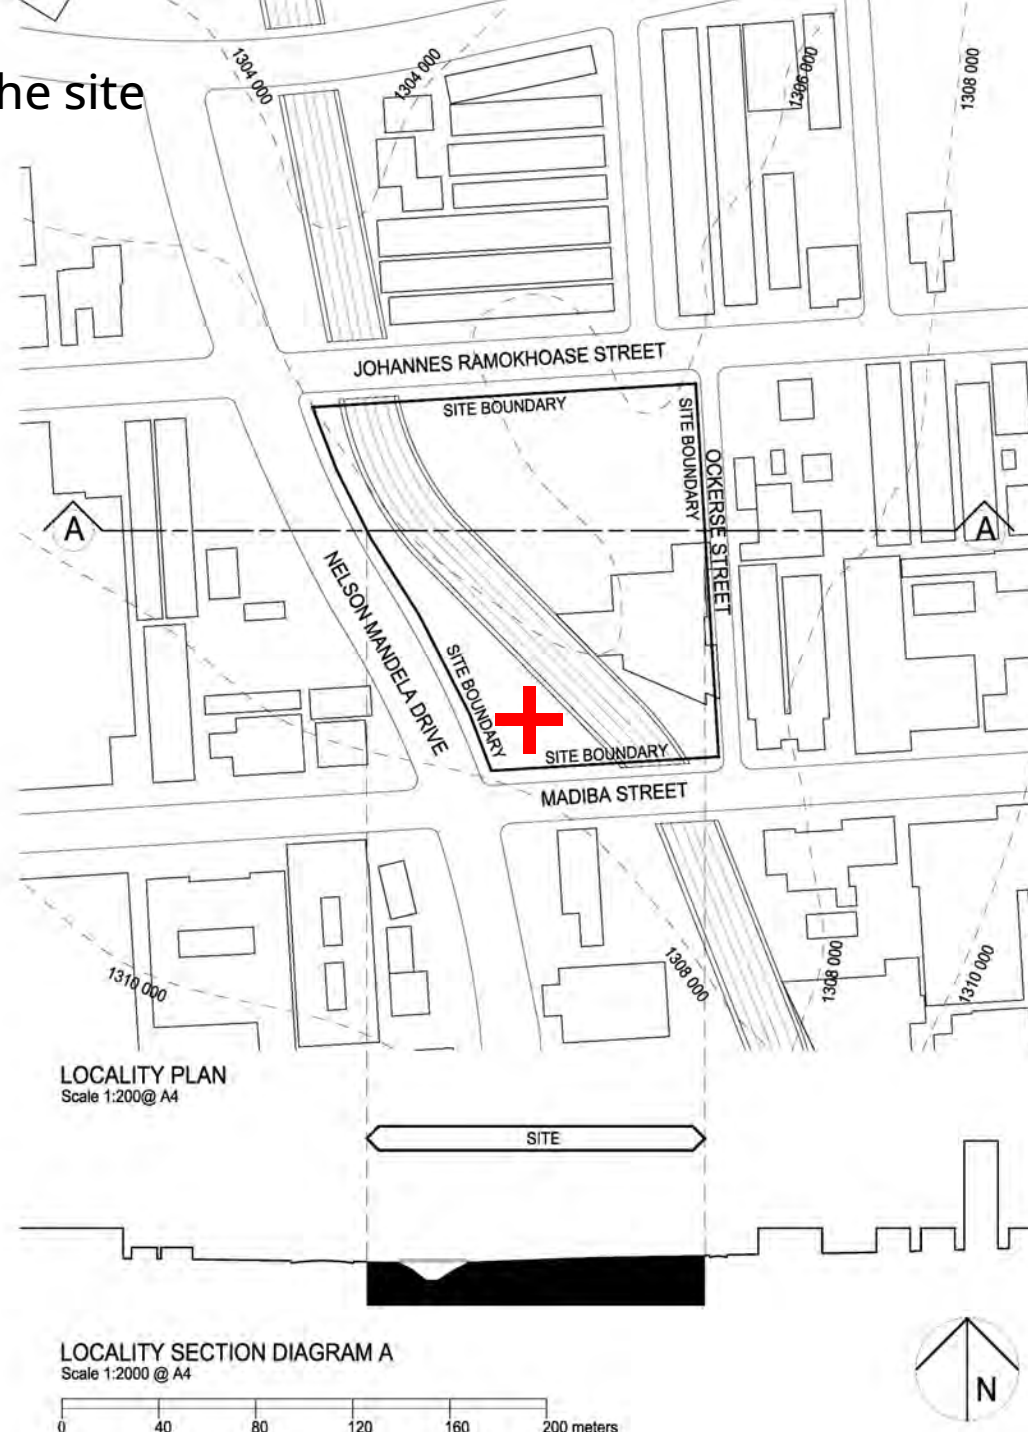 he site
1304 000
1304 000
1306 000
1308 000
JOHANNES RAMOKHOASE STREET
SITE BOUNDARY
SITE BOUNDARY
OCKERSE STREET
A
A
NELSON MANDELA DRIVE
SITE BOUNDARY
SITE BOUNDARY
MADIBA STREET
1310 000
1308 000
1308 000
1310 000
LOCALITY PLAN
Scale 1:200@ A4
SITE
LOCALITY SECTION DIAGRAM A
Scale 1:2000 @ A4
N
0 40 80 120 160 200 meters